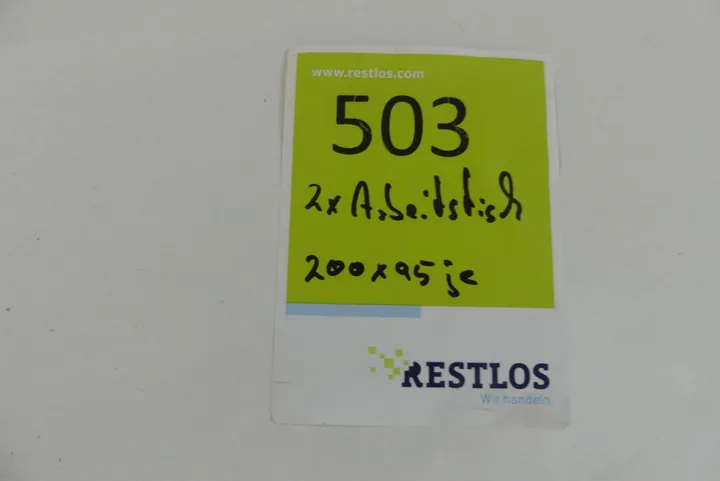 www.restlos.com
503
2x Arbeitstisch
200x95 je
RESTLOS
Wir handeln.